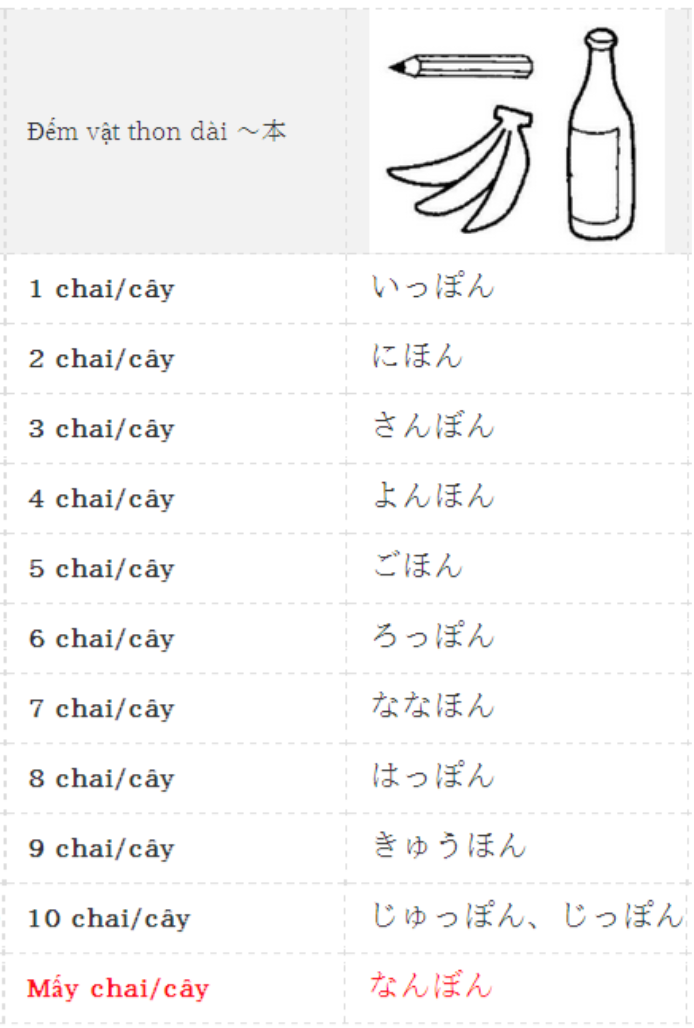 Đếm vật thon dài ～本
1 chai/cây いっぽん
2 chai/cây にほん
3 chai/cây さんぼん
4 chai/cây よんほん
5 chai/cây ごほん
6 chai/cây ろっぽん
7 chai/cây ななほん
8 chai/cây はっぽん
9 chai/cây きゅうほん
10 chai/cây じゅっぽん、じっぽん
Mấy chai/cây なんぼん